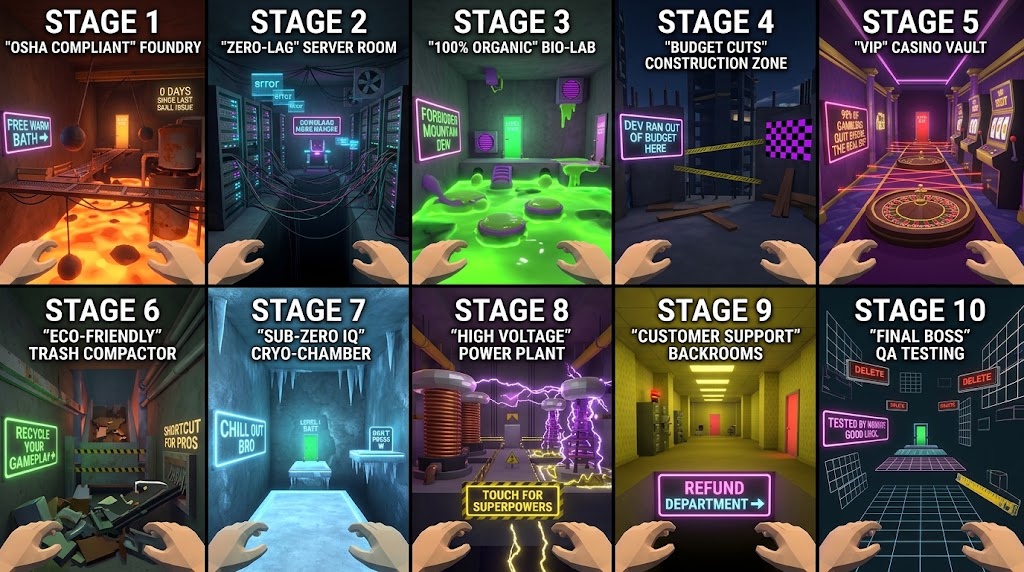 STAGE 1
"OSHA COMPLIANT" FOUNDRY
0 DAYS
SINCE LAST
FREE WARM
BATH →
STAGE 2
"ZERO-LAG" SERVER ROOM
error
STAGE 3
"100% ORGANIC" BIO-LAB
FORBIDDEN
MOUNTAIN
DEW
STAGE 4
"BUDGET CUTS"
CONSTRUCTION ZONE
DEV RAN OUT
OF BUDGET
HERE
STAGE 5
"VIP" CASINO VAULT
THE REAL
STAGE 6
"ECO-FRIENDLY"
TRASH COMPACTOR
RECYCLE
YOUR
GAMEPLAY→
SHORTCUT
FOR PROS
STAGE 7
"SUB-ZERO IQ"
CRYO-CHAMBER
CHILL OUT
BRO
STAGE 8
"HIGH VOLTAGE"
POWER PLANT
TOUCH FOR
SUPERPOWERS
STAGE 9
"CUSTOMER SUPPORT"
BACKROOMS
REFUND
DEPARTMENT →
STAGE 10
"FINAL BOSS"
QA TESTING
DELETE
DELETE
TESTED BY
GOOD LUCK.